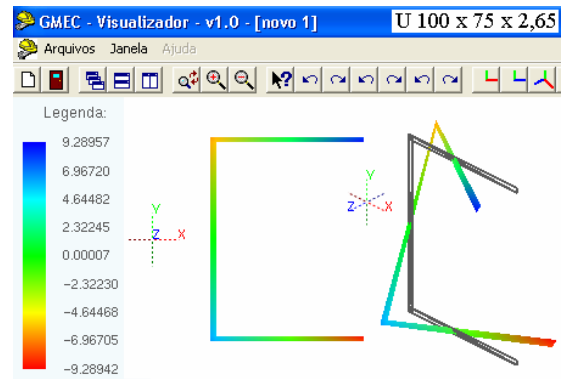 GMEC - Visualizador - v1.0 - [novo 1]
U 100 x 75 x 2,65
Arquivos Janela Ajuda
Legenda:
9.28957
6.96720
4.64482
2.32245
0.00007
-2.32230
-4.64468
-6.96705
-9.28942
Y
Z X
Y
Z X